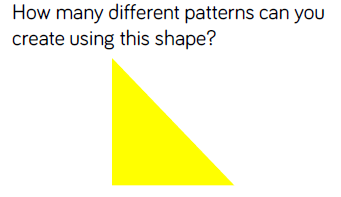 How many different patterns can you
create using this shape?